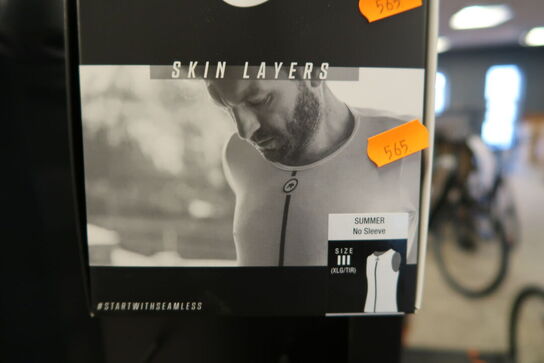 565
SKIN LAYERS
565
SUMMER
No Sleeve
SIZE
III
(XLG/TIR)
#STARTWITHSEAMLESS